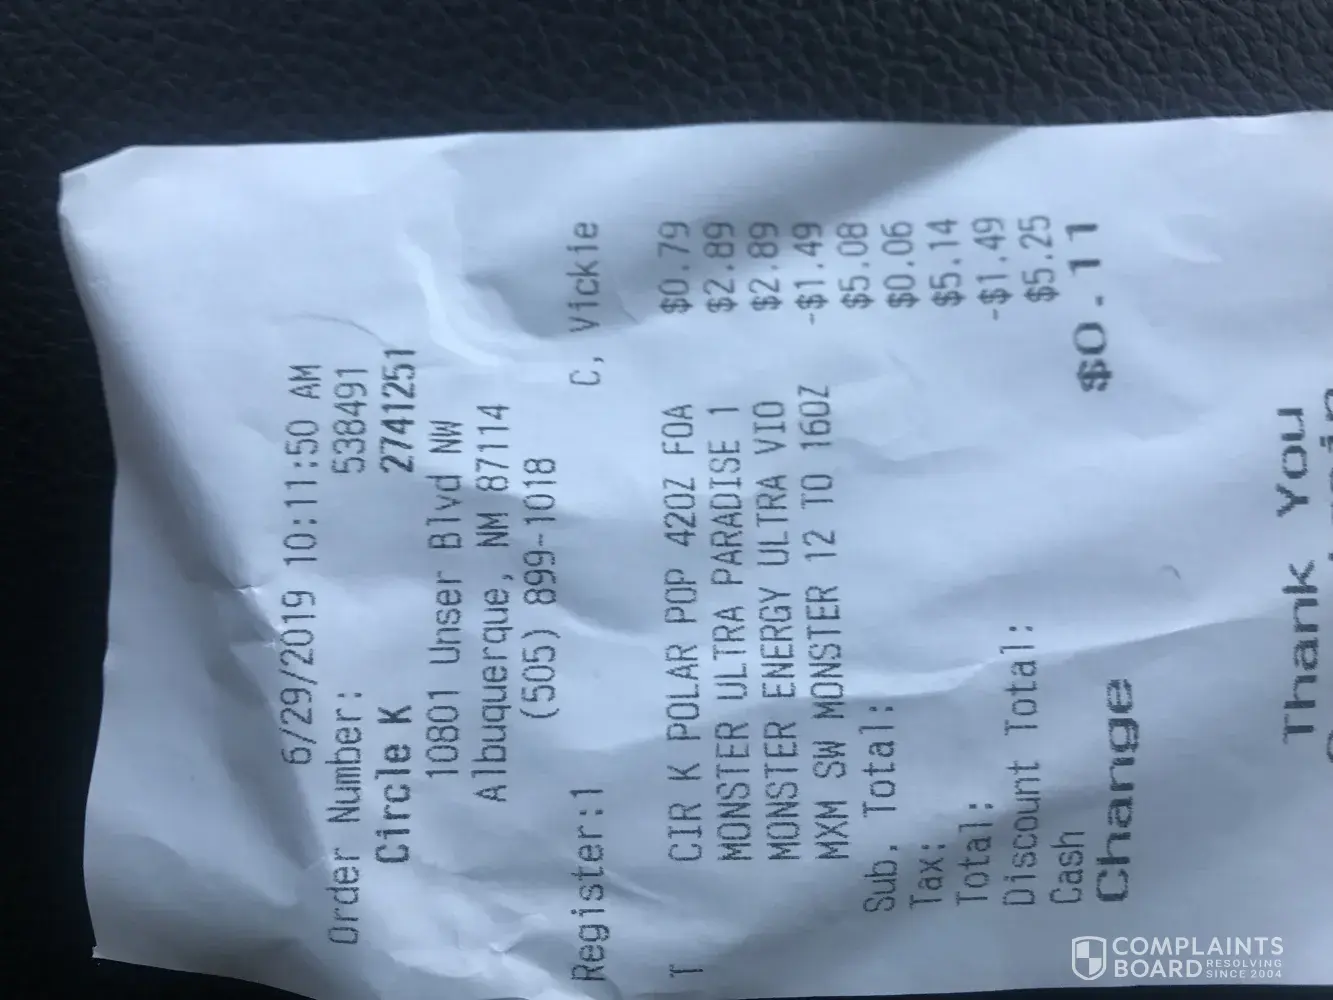 6/29/2019 10:11:50 AM
Order Number: 538491
Circle K 2741251
10801 Unser Blvd NW
Albuquerque, NM 87114
(505) 899-1018
Register:1 C, Vickie
T CIR K POLAR POP 42OZ FOA $0.79
MONSTER ULTRA PARADISE 1 $2.89
MONSTER ENERGY ULTRA VIO $2.89
MXM SW MONSTER 12 TO 16OZ -$1.49
Sub. Total: $5.08
Tax: $0.06
Total: $5.14
Discount Total: -$1.49
Cash $5.25
Change $0.11
Thank You
COMPLAINTS
BOARD RESOLVING
SINCE 2004